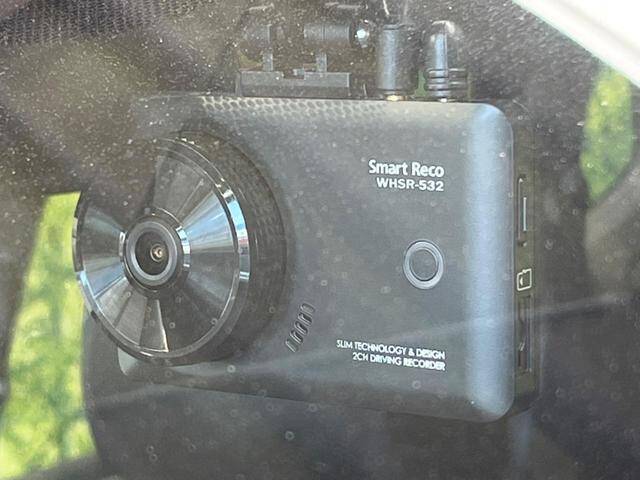 Smart Reco
WHSR-532
SLIM TECHNOLOGY & DESIGN
2CH DRIVING RECORDER